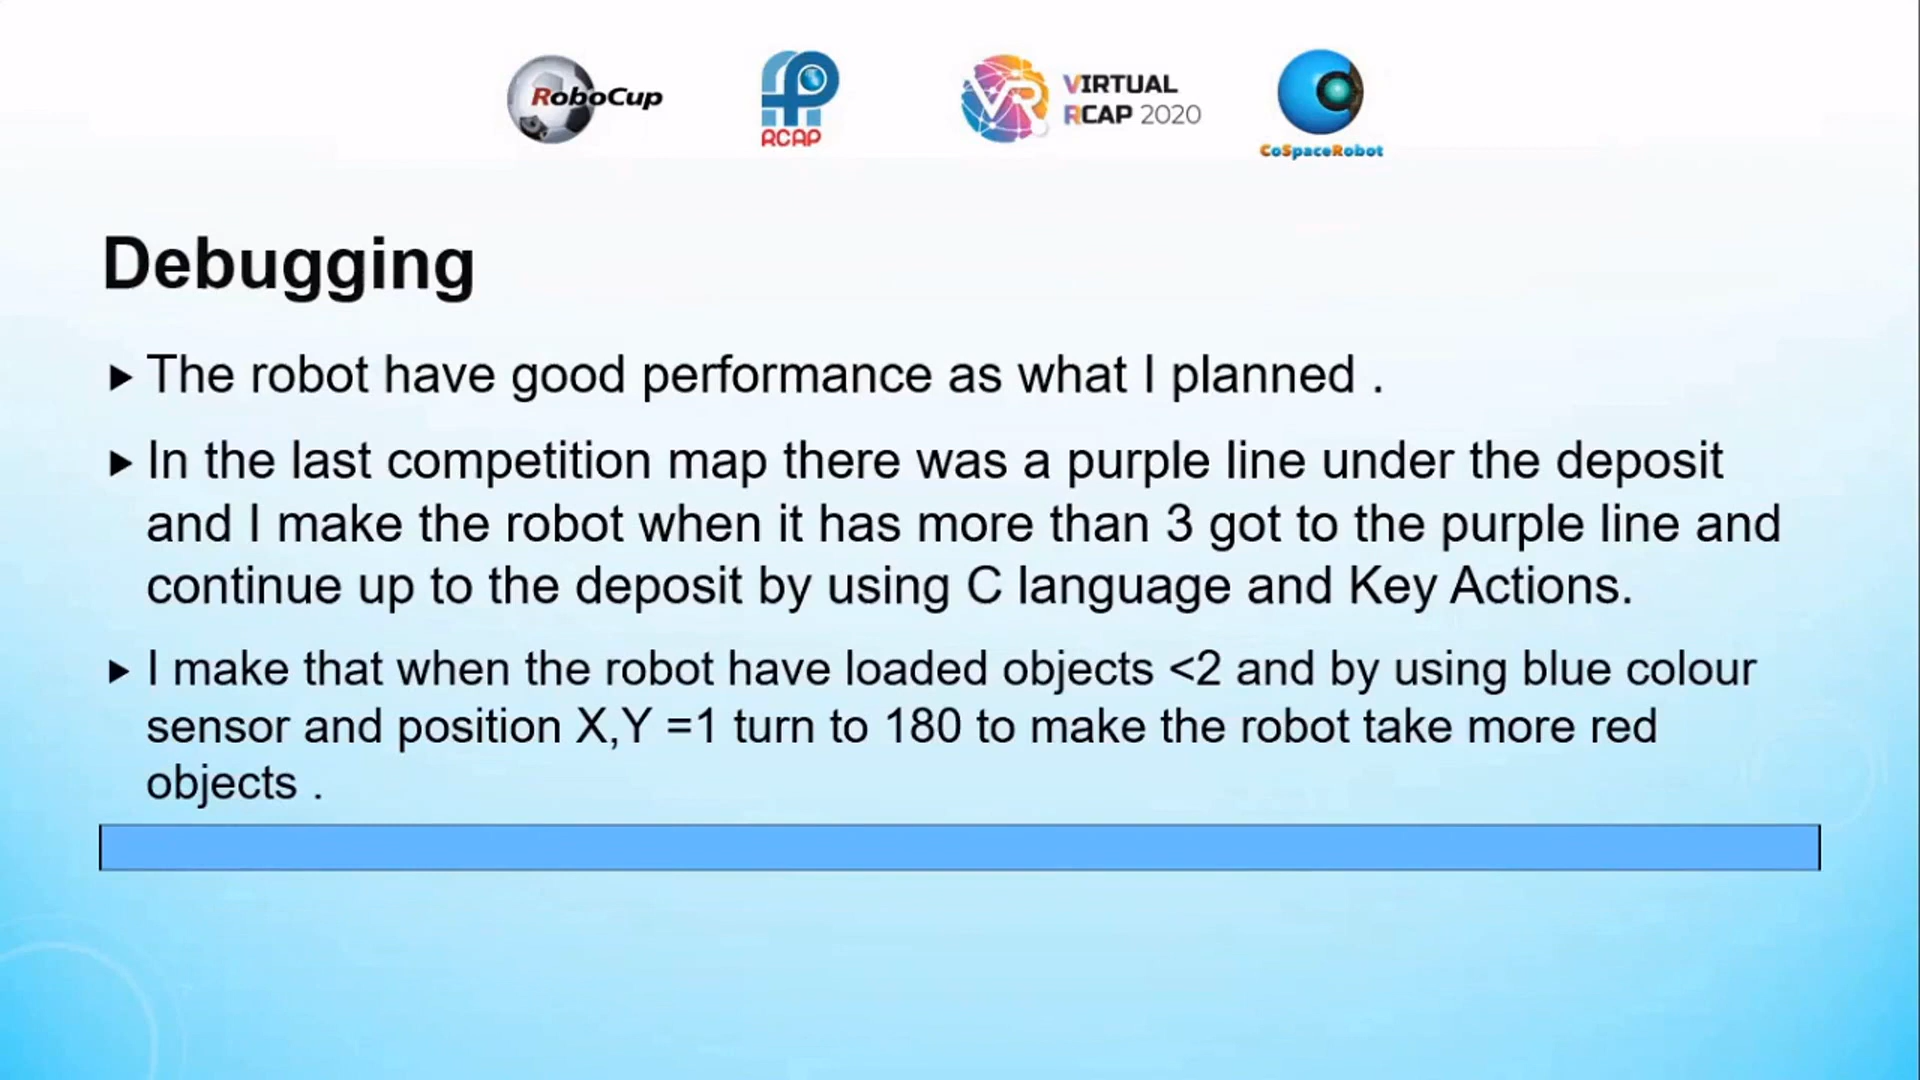 RoboCup
RCAP
VR
VIRTUAL
RCAP 2020
CoSpaceRobot
Debugging
The robot have good performance as what I planned .
In the last competition map there was a purple line under the deposit
and I make the robot when it has more than 3 got to the purple line and
continue up to the deposit by using C language and Key Actions.
I make that when the robot have loaded objects <2 and by using blue colour
sensor and position X,Y =1 turn to 180 to make the robot take more red
objects .